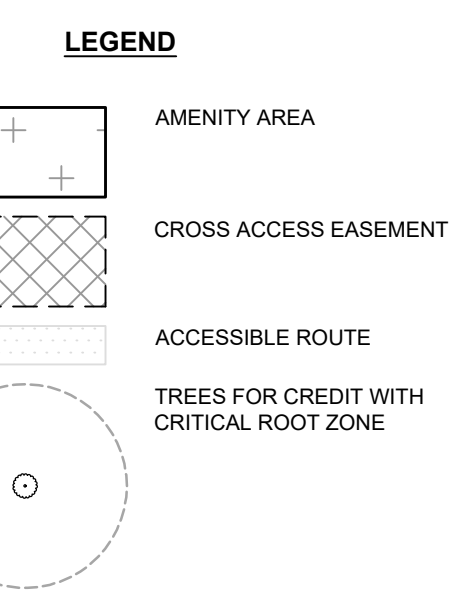 LEGEND
AMENITY AREA
CROSS ACCESS EASEMENT
ACCESSIBLE ROUTE
TREES FOR CREDIT WITH
CRITICAL ROOT ZONE